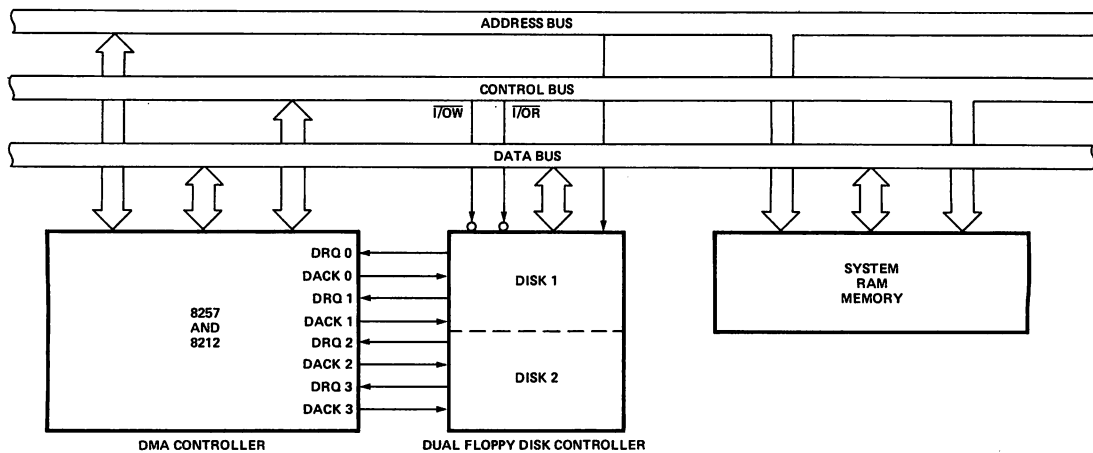 ADDRESS BUS
CONTROL BUS
I/OW
I/OR
DATA BUS
DRQ 0
DACK 0
DRQ 1
DACK 1
DRQ 2
DACK 2
DRQ 3
DACK 3
8257
AND
8212
DISK 1
DISK 2
SYSTEM
RAM
MEMORY
DMA CONTROLLER
DUAL FLOPPY DISK CONTROLLER